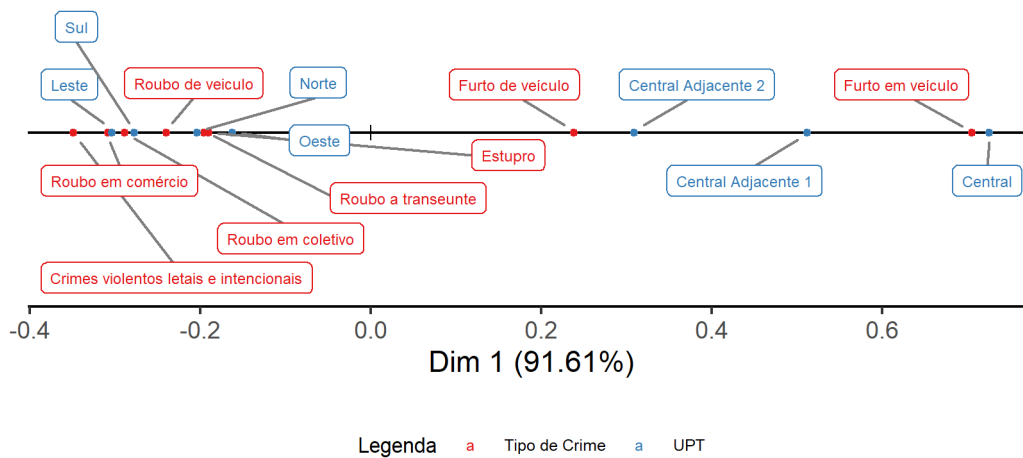 Sul
Leste
Roubo de veículo
Norte
Furto de veículo
Central Adjacente 2
Furto em veículo
Oeste
Estupro
Roubo em comércio
Central Adjacente 1
Central
Roubo a transeunte
Roubo em coletivo
Crimes violentos letais e intencionais
-0.4 -0.2 0.0 0.2 0.4 0.6
Dim 1 (91.61%)
Legenda a Tipo de Crime a UPT